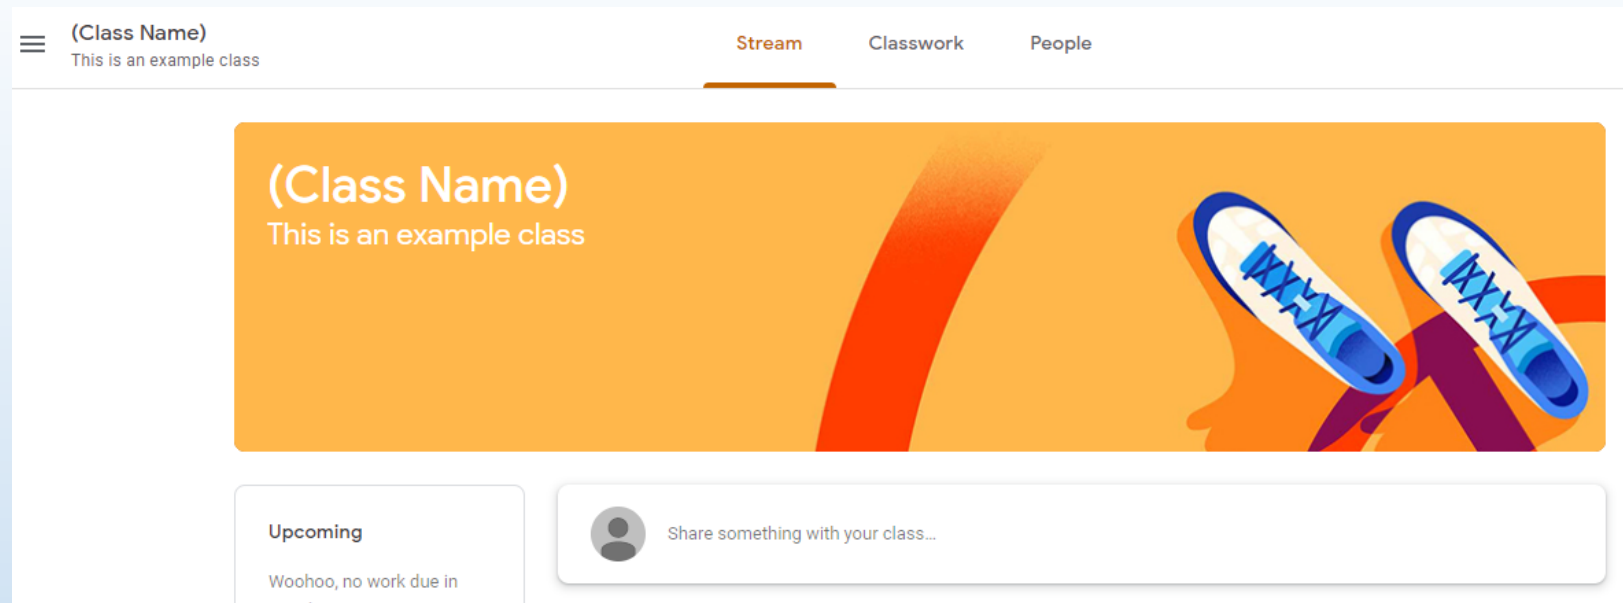 (Class Name)
This is an example class
Stream
Classwork
People
(Class Name)
This is an example class
Upcoming
Woohoo, no work due in
Share something with your class...